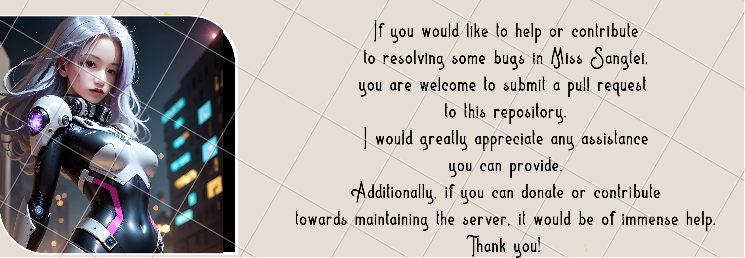 If you would like to help or contribute
to resolving some bugs in Miss Sangtei,
you are welcome to submit a pull request
to this repository.
I would greatly appreciate any assistance
you can provide.
Additionally, if you can donate or contribute
towards maintaining the server, it would be of immense help.
Thank you!